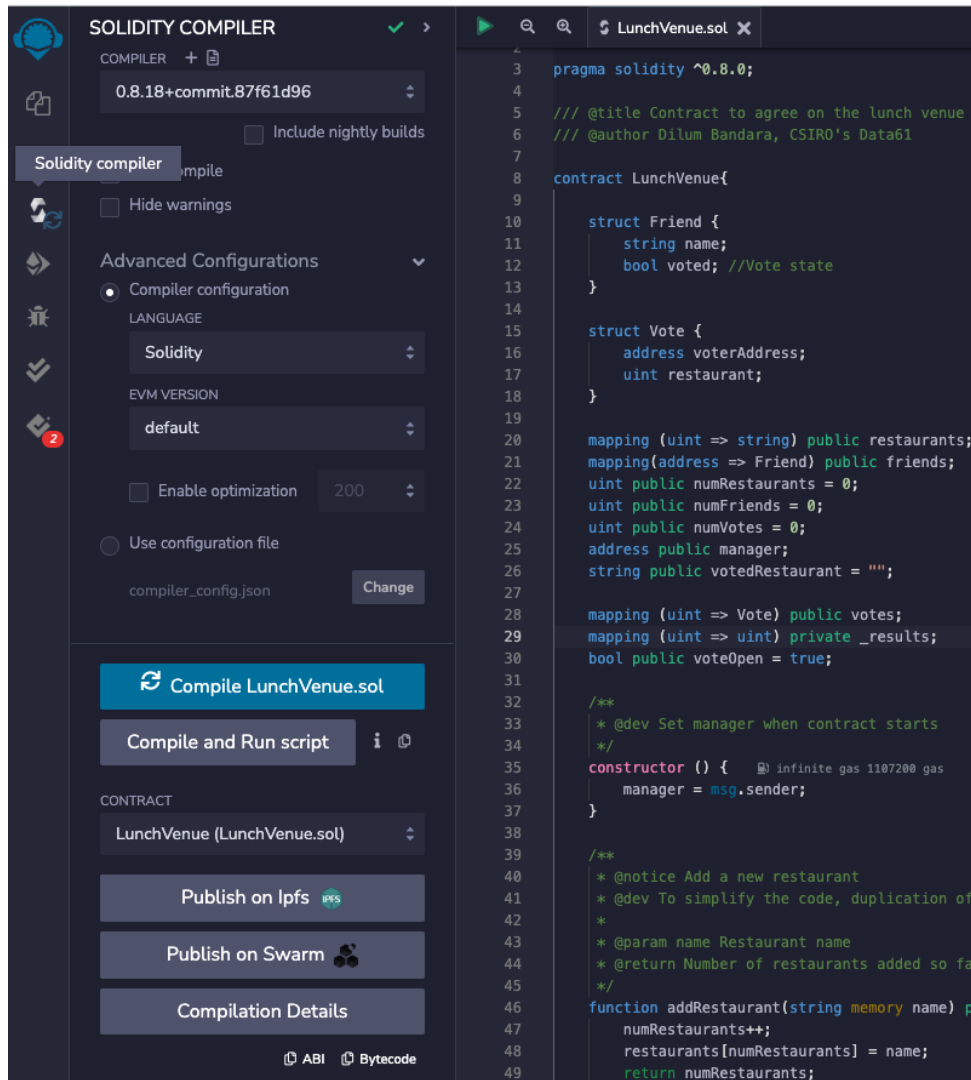 SOLIDITY COMPILER
COMPILER
0.8.18+commit.87f61d96
Include nightly builds
Solidity compiler
mpile
Hide warnings
Advanced Configurations
Compiler configuration
LANGUAGE
Solidity
EVM VERSION
default
Enable optimization 200
Use configuration file
compiler_config.json Change
Compile LunchVenue.sol
Compile and Run script
CONTRACT
LunchVenue (LunchVenue.sol)
Publish on Ipfs IPFS
Publish on Swarm
Compilation Details
ABI Bytecode
2
LunchVenue.sol
2
3 pragma solidity ^0.8.0;
4
5 /// @title Contract to agree on the lunch venue
6 /// @author Dilum Bandara, CSIRO's Data61
7
8 contract LunchVenue{
9
10 struct Friend {
11 string name;
12 bool voted; //Vote state
13 }
14
15 struct Vote {
16 address voterAddress;
17 uint restaurant;
18 }
19
20 mapping (uint => string) public restaurants;
21 mapping(address => Friend) public friends;
22 uint public numRestaurants = 0;
23 uint public numFriends = 0;
24 uint public numVotes = 0;
25 address public manager;
26 string public votedRestaurant = "";
27
28 mapping (uint => Vote) public votes;
29 mapping (uint => uint) private _results;
30 bool public voteOpen = true;
31
32 /**
33 * @dev Set manager when contract starts
34 */
35 constructor () { infinite gas 1107200 gas
36 manager = msg.sender;
37 }
38
39 /**
40 * @notice Add a new restaurant
41 * @dev To simplify the code, duplication of
42 *
43 * @param name Restaurant name
44 * @return Number of restaurants added so fa
45 */
46 function addRestaurant(string memory name) p
47 numRestaurants++;
48 restaurants[numRestaurants] = name;
49 return numRestaurants;